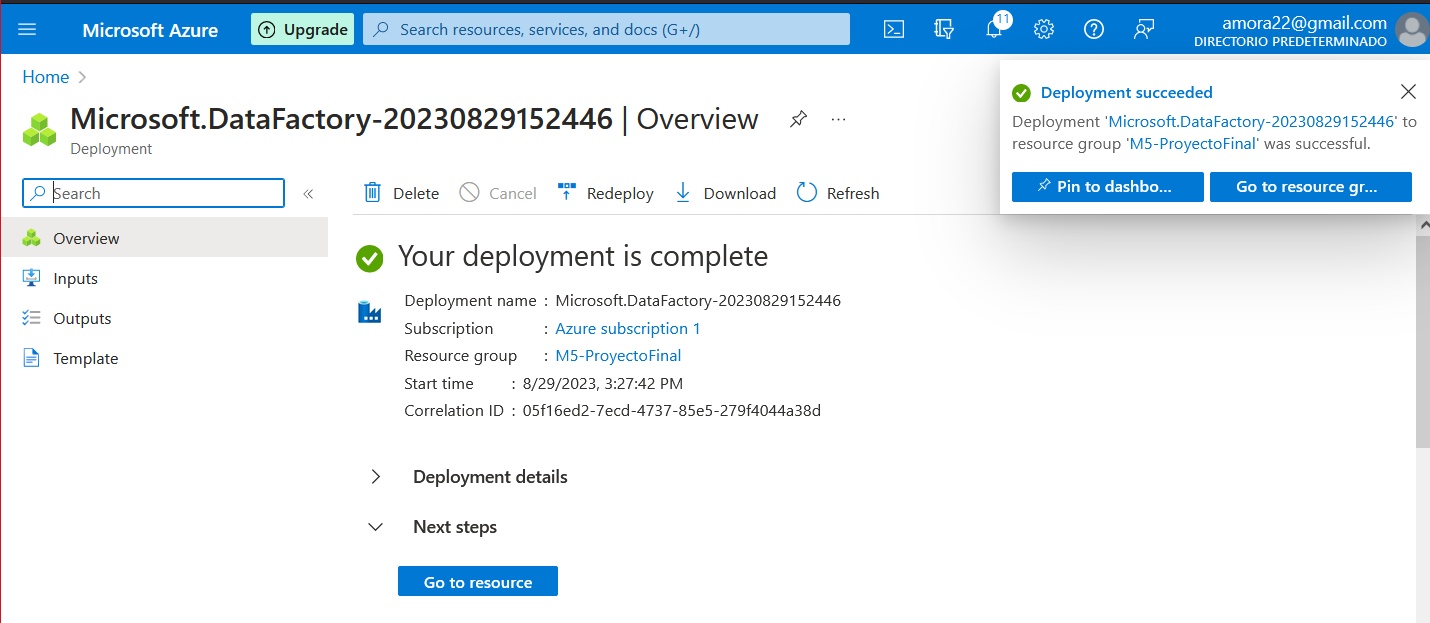 Microsoft Azure
Upgrade
Search resources, services, and docs (G+/)
11
amora22@gmail.com
DIRECTORIO PREDETERMINADO
Home
Microsoft.DataFactory-20230829152446 | Overview
Deployment
Deployment succeeded
Deployment 'Microsoft.DataFactory-20230829152446' to
resource group 'M5-ProyectoFinal' was successful.
Pin to dashbo...
Go to resource gr...
Search
«
Delete
Cancel
Redeploy
Download
Refresh
Overview
Inputs
Outputs
Template
Your deployment is complete
Deployment name : Microsoft.DataFactory-20230829152446
Subscription : Azure subscription 1
Resource group : M5-ProyectoFinal
Start time : 8/29/2023, 3:27:42 PM
Correlation ID : 05f16ed2-7ecd-4737-85e5-279f4044a38d
Deployment details
Next steps
Go to resource